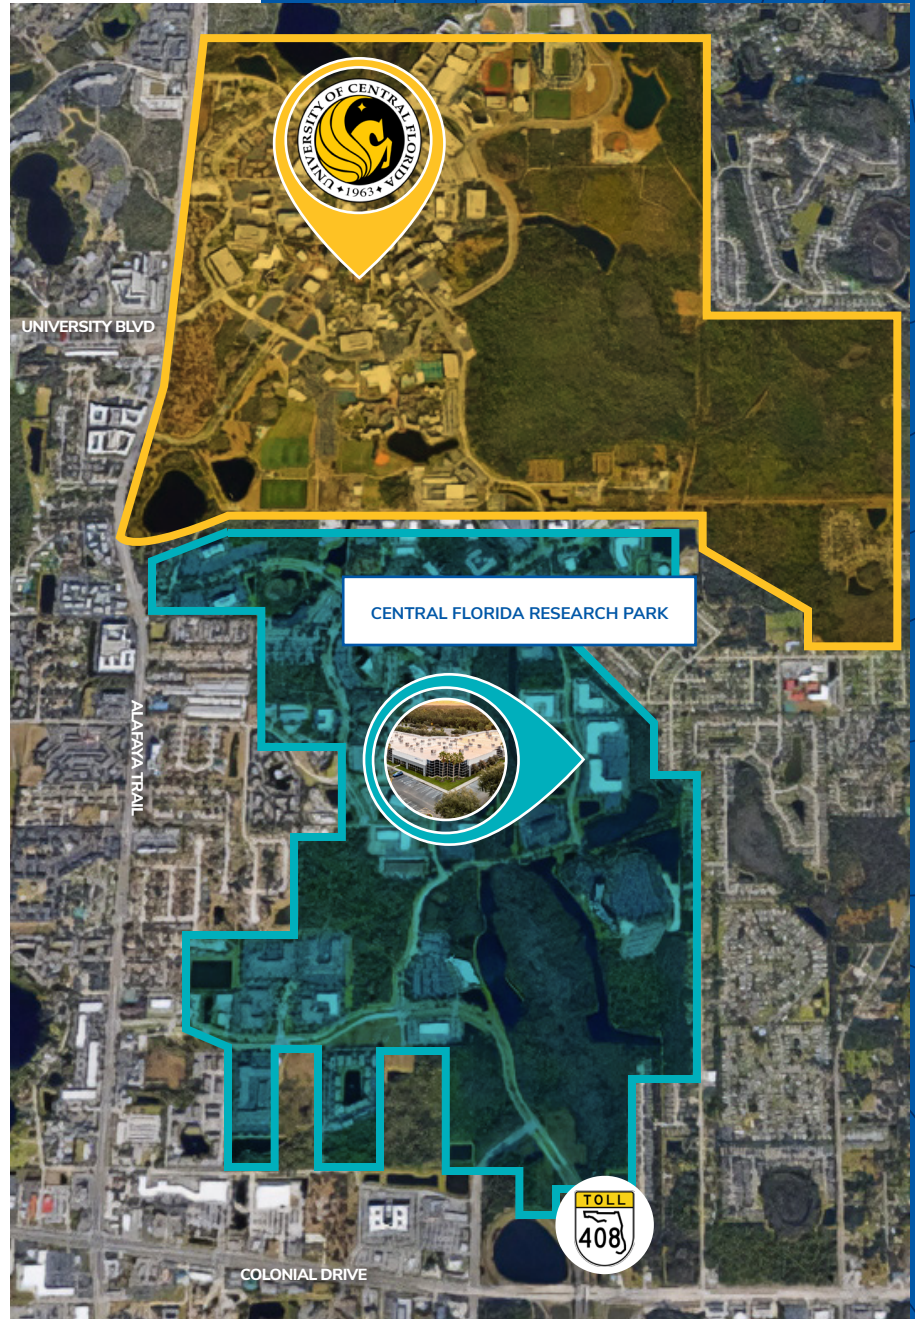 UNIVERSITY OF CENTRAL FLORIDA
1963
UNIVERSITY BLVD
CENTRAL FLORIDA RESEARCH PARK
ALAFAYA TRAIL
TOLL
408
COLONIAL DRIVE